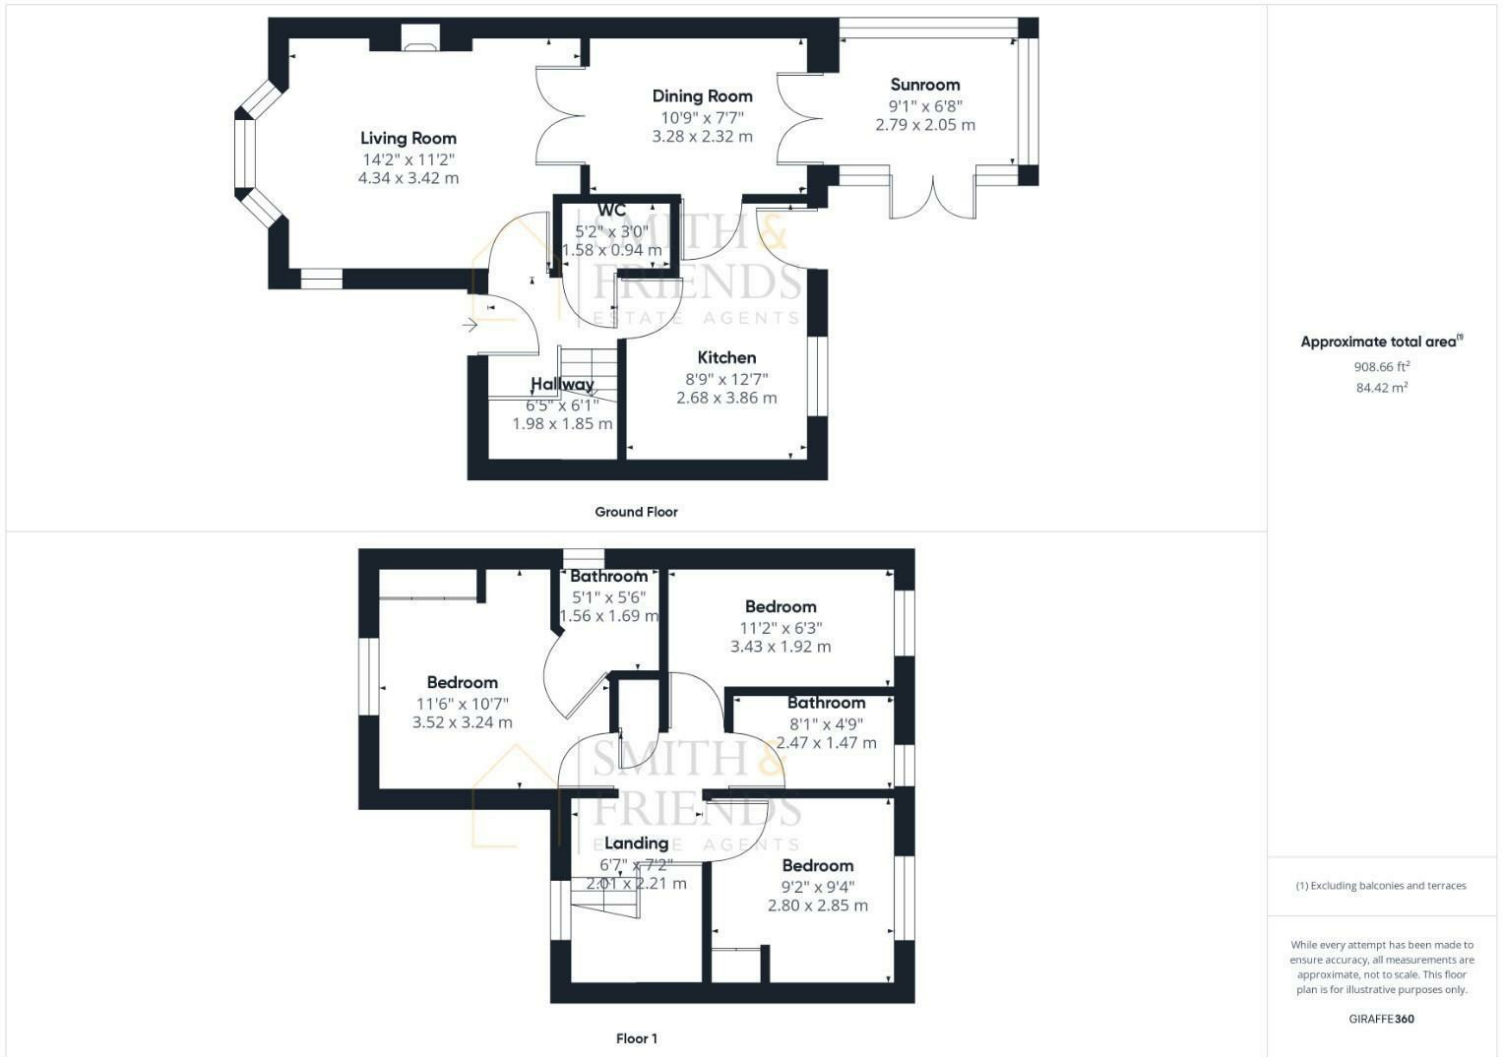 Living Room
14'2" x 11'2"
4.34 x 3.42 m
Dining Room
10'9" x 7'7"
3.28 x 2.32 m
Sunroom
9'1" x 6'8"
2.79 x 2.05 m
WC
5'2" x 3'0"
1.58 x 0.94 m
Kitchen
8'9" x 12'7"
2.68 x 3.86 m
Hallway
6'5" x 6'1"
1.98 x 1.85 m
SMITH &
FRIENDS
ESTATE AGENTS
Ground Floor
Bathroom
5'1" x 5'6"
1.56 x 1.69 m
Bedroom
11'2" x 6'3"
3.43 x 1.92 m
Bedroom
11'6" x 10'7"
3.52 x 3.24 m
Bathroom
8'1" x 4'9"
2.47 x 1.47 m
SMITH &
FRIENDS
ESTATE AGENTS
Landing
6'7" x 7'2"
2.01 x 2.21 m
Bedroom
9'2" x 9'4"
2.80 x 2.85 m
Floor 1
Approximate total area(1)
908.66 ft²
84.42 m²
(1) Excluding balconies and terraces
While every attempt has been made to
ensure accuracy, all measurements are
approximate, not to scale. This floor
plan is for illustrative purposes only.
GIRAFFE360